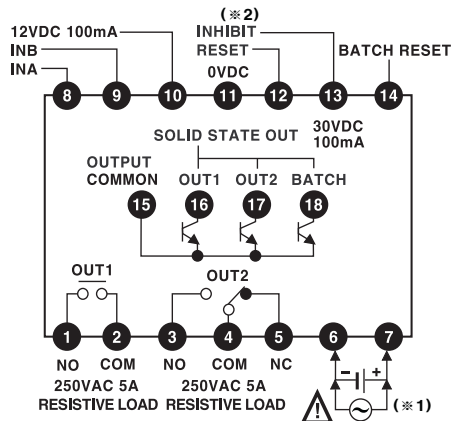 (※2)
12VDC 100mA INHIBIT
INB RESET BATCH RESET
INA 0VDC
8 9 10 11 12 13 14
SOLID STATE OUT 30VDC
100mA
OUTPUT
COMMON OUT1 OUT2 BATCH
15 16 17 18
OUT1 OUT2
1 2 3 4 5 6 7
NO COM NO COM NC - +
250VAC 5A 250VAC 5A
RESISTIVE LOAD RESISTIVE LOAD ! (※1)